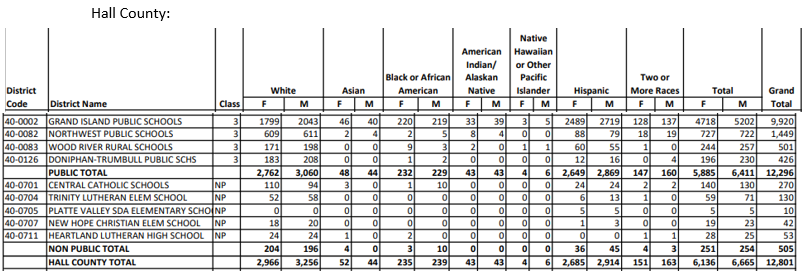 Hall County:
Native
American Hawaiian
Indian/ or Other
Black or African Alaskan Pacific Two or
District White Asian American Native Islander Hispanic More Races Total Grand
Code District Name Class F M F M F M F M F M F M F M F M Total
40-0002 GRAND ISLAND PUBLIC SCHOOLS 3 1799 2043 46 40 220 219 33 39 3 5 2489 2719 128 137 4718 5202 9,920
40-0082 NORTHWEST PUBLIC SCHOOLS 3 609 611 2 4 2 5 8 4 0 0 88 79 18 19 727 722 1,449
40-0083 WOOD RIVER RURAL SCHOOLS 3 171 198 0 0 9 3 2 0 1 1 60 55 1 0 244 257 501
40-0126 DONIPHAN-TRUMBULL PUBLIC SCHS 3 183 208 0 0 1 2 0 0 0 0 12 16 0 4 196 230 426
PUBLIC TOTAL 2,762 3,060 48 44 232 229 43 43 4 6 2,649 2,869 147 160 5,885 6,411 12,296
40-0701 CENTRAL CATHOLIC SCHOOLS NP 110 94 3 0 1 10 0 0 0 0 24 24 2 2 140 130 270
40-0704 TRINITY LUTHERAN ELEM SCHOOL NP 52 58 0 0 0 0 0 0 0 0 6 13 1 0 59 71 130
40-0705 PLATTE VALLEY SDA ELEMENTARY SCHO NP 0 0 0 0 0 0 0 0 0 0 5 5 0 0 5 5 10
40-0707 NEW HOPE CHRISTIAN ELEM SCHOOL NP 18 20 0 0 0 0 0 0 0 0 1 3 0 0 19 23 42
40-0711 HEARTLAND LUTHERAN HIGH SCHOOL NP 24 24 1 0 2 0 0 0 0 0 0 0 1 1 28 25 53
NON PUBLIC TOTAL 204 196 4 0 3 10 0 0 0 0 36 45 4 3 251 254 505
HALL COUNTY TOTAL 2,966 3,256 52 44 235 239 43 43 4 6 2,685 2,914 151 163 6,136 6,665 12,801